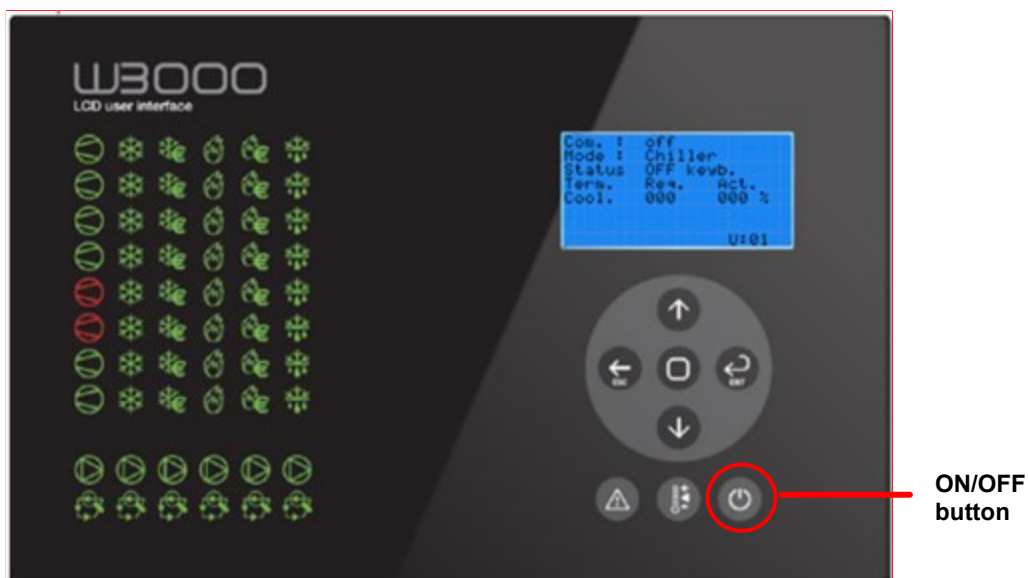 W3000
LCD user interface
Com. : off
Mode : Chiller
Status OFF keyb.
Term. Req. Act.
Cool. 000 000 %
U:01
ESC
ENT
ON/OFF
button